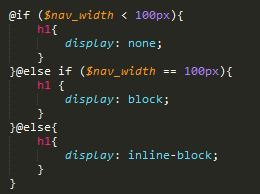 @if ($nav_width < 100px){
    h1{
        display: none;
    }
}@else if ($nav_width == 100px){
    h1 {
        display: block;
    }
}@else{
    h1{
        display: inline-block;
    }
}